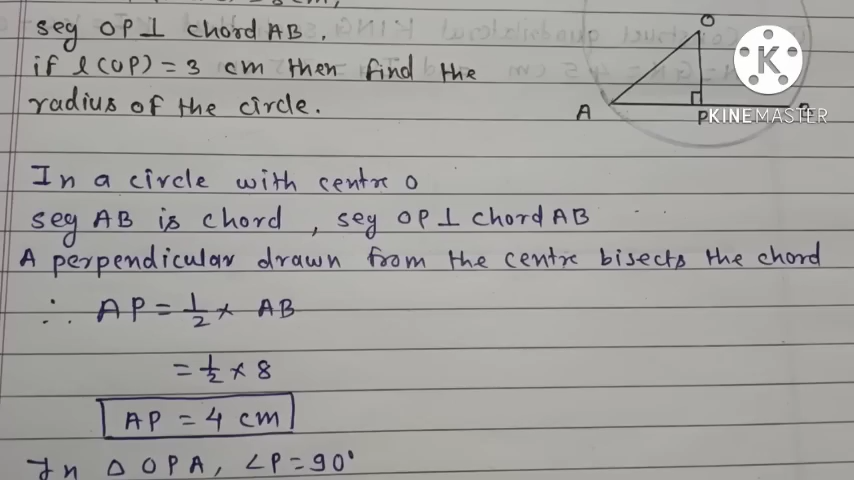 seg OP ⊥ chord AB.
if l(OP) = 3 cm then find the
radius of the circle.
O
A
P
B
K
KINEMASTER
In a circle with centre O
seg AB is chord, seg OP ⊥ chord AB
A perpendicular drawn from the centre bisects the chord
∴ AP = 1/2 × AB
= 1/2 × 8
AP = 4 cm
In △ OPA, ∠P = 90°